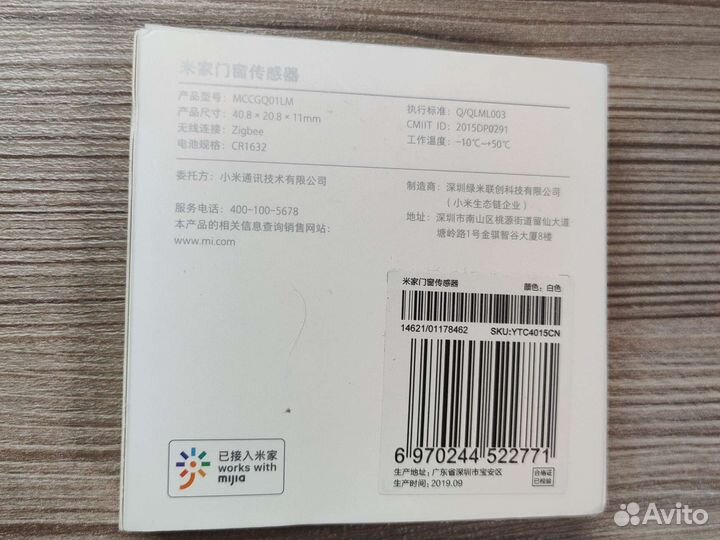 米家门窗传感器
产品型号： MCCGQ01LM
产品尺寸： 40.8 × 20.8 × 11mm
无线连接： Zigbee
电池规格： CR1632
执行标准： Q/QLML003
CMIIT ID： 2015DP0291
工作温度： -10℃~+50℃
委托方： 小米通讯技术有限公司
服务电话： 400-100-5678
本产品的相关信息查询销售网站：
www.mi.com
制造商： 深圳绿米联创科技有限公司
（小米生态链企业）
地址： 深圳市南山区桃源街道留仙大道
塘岭路1号金骐智谷大厦8楼
米家门窗传感器 颜色：白色
14621/01178462 SKU:YTC4015CN
6 970244 522771
生产地址：广东省深圳市宝安区
生产时间：2019.09
合格证
已检验
已接入米家
works with
mijia
Avito